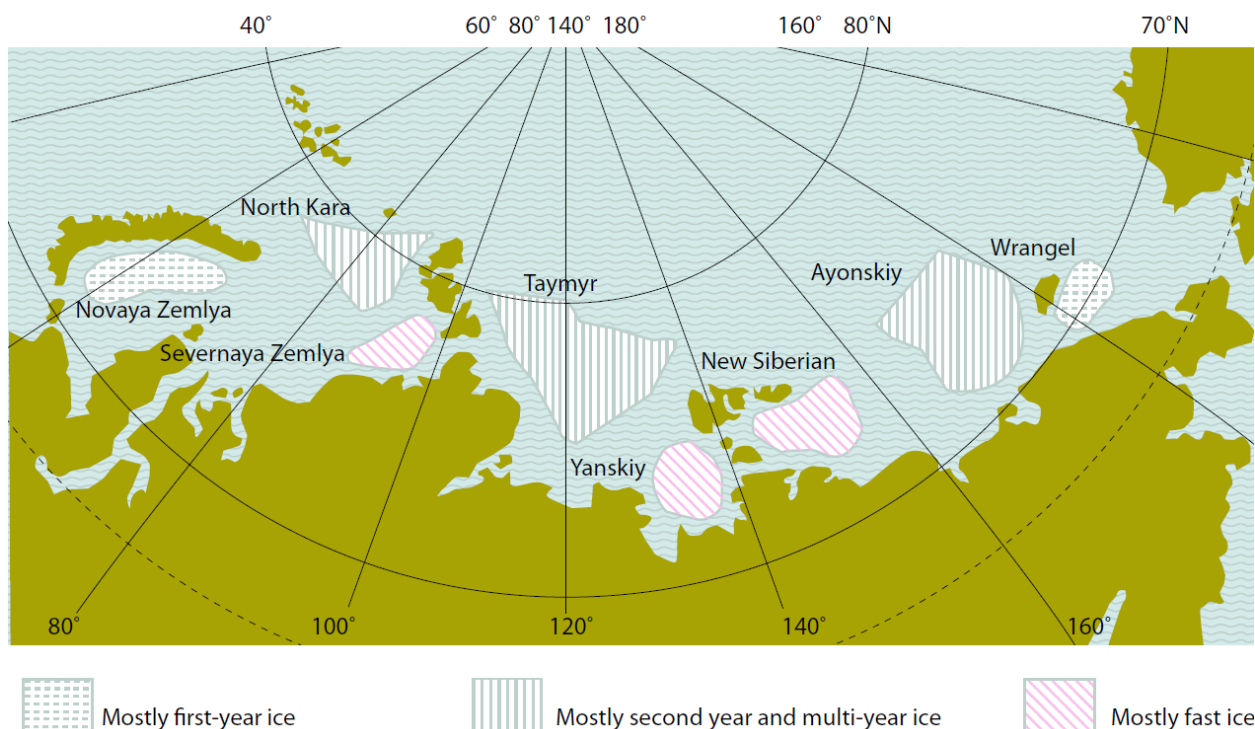 40° 60° 80° 140° 180° 160° 80°N 70°N
North Kara
Wrangel
Ayonskiy
Taymyr
Novaya Zemlya
Severnaya Zemlya
New Siberian
Yanskiy
80° 100° 120° 140° 160°
Mostly first-year ice
Mostly second year and multi-year ice
Mostly fast ice